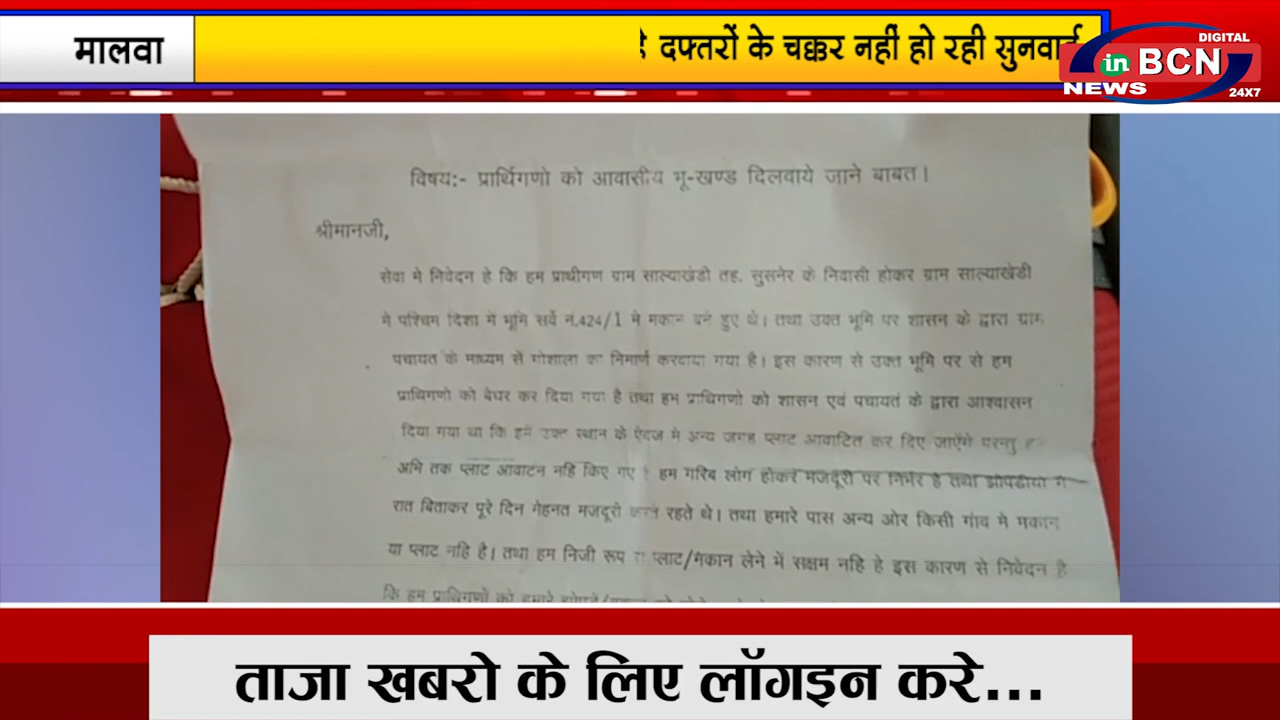 मालवा
दफ्तरों के चक्कर नहीं हो रही सुनवाई
DIGITAL
in BCN
NEWS
24X7
विषय:- प्रार्थिगणो को आवासीय भू-खण्ड दिलवाये जाने बाबत।
श्रीमानजी,
सेवा मे निवेदन हे कि हम प्राथीगण ग्राम साल्याखेडी तह. सुसनेर के निवासी होकर ग्राम साल्याखेडी
मे पश्चिम दिशा मे भूमि सर्वे नं.424/1 मे मकान बने हुए थे। तथा उक्त भूमि पर शासन के द्वारा ग्राम
पचायत के माध्यम सें गोशाला का निमार्ण करवाया गया है। इस कारण से उक्त भूमि पर से हम
प्राथिगणो को बेघर कर दिया गया है तथा हम प्राथिगणो को शासन एवं पचायत के द्वारा आश्वासन
दिया गया था कि हमें उक्त स्थान के ऐवज मे अन्य जगह प्लाट आवाटित कर दिए जाएँगे परन्तु
अभि तक प्लाट आवाटन नहि किए गए हम गरिब लोग होकर मजदूरी पर निर्भर है तथा झोपडीयो मे
रात बिताकर पूरे दिन मेहनत मजदूरी करते रहते थे। तथा हमारे पास अन्य ओर किसी गांव मे मकान
या प्लाट नहि है। तथा हम निजी रूप से प्लाट/मकान लेने में सक्षम नहि हे इस कारण से निवेदन है
कि हम प्राथिगणों को हमारे
ताजा खबरो के लिए लॉगइन करे...